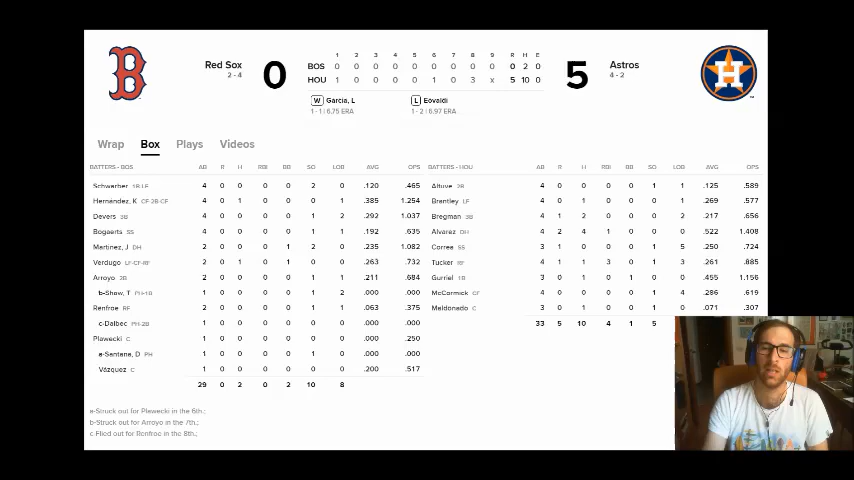 1 2 3 4 5 6 7 8 9 R H E
Red Sox 0 BOS 0 0 0 0 0 0 0 0 0 0 2 0 5 Astros
2 - 4 HOU 1 0 0 0 0 1 0 3 x 5 10 0 4 - 2
W Garcia, L L Eovaldi
1 - 1 | 6.75 ERA 1 - 2 | 6.97 ERA
Wrap Box Plays Videos
BATTERS - BOS AB R H RBI BB SO LOB AVG OPS
Schwarber 1B-LF 4 0 0 0 0 2 0 .120 .465
Hernández, K CF-2B-CF 4 0 1 0 0 0 0 .385 1.254
Devers 3B 4 0 0 0 0 1 2 .292 1.037
Bogaerts SS 4 0 0 0 0 1 1 .192 .635
Martinez, J DH 2 0 0 0 1 2 0 .235 1.082
Verdugo LF-CF-RF 2 0 1 0 1 0 0 .263 .732
Arroyo 2B 2 0 0 0 0 1 1 .211 .684
b-Shaw, T PH-1B 1 0 0 0 0 1 2 .000 .000
Renfroe RF 2 0 0 0 0 1 1 .063 .375
c-Dalbec PH-2B 1 0 0 0 0 0 0 .000 .000
Plawecki C 1 0 0 0 0 0 0 .000 .250
a-Santana, D PH 1 0 0 0 0 1 0 .000 .000
Vázquez C 1 0 0 0 0 0 0 .200 .517
29 0 2 0 2 10 8
a-Struck out for Plawecki in the 6th.;
b-Struck out for Arroyo in the 7th.;
c-Flied out for Renfroe in the 8th.;
BATTERS - HOU AB R H RBI BB SO LOB AVG OPS
Altuve 2B 4 0 0 0 0 1 1 .125 .589
Brantley LF 4 0 1 0 0 0 1 .269 .577
Bregman 3B 4 1 2 0 0 0 2 .217 .656
Alvarez DH 4 2 4 1 0 0 0 .522 1.408
Correa SS 3 1 0 0 0 1 5 .250 .724
Tucker RF 4 1 1 3 0 1 3 .261 .885
Gurriel 1B 3 0 1 0 1 0 0 .455 1.156
McCormick CF 4 0 0 0 0 1 4 .286 .619
Maldonado C 3 0 1 0 0 1 0 .071 .307
33 5 10 4 1 5